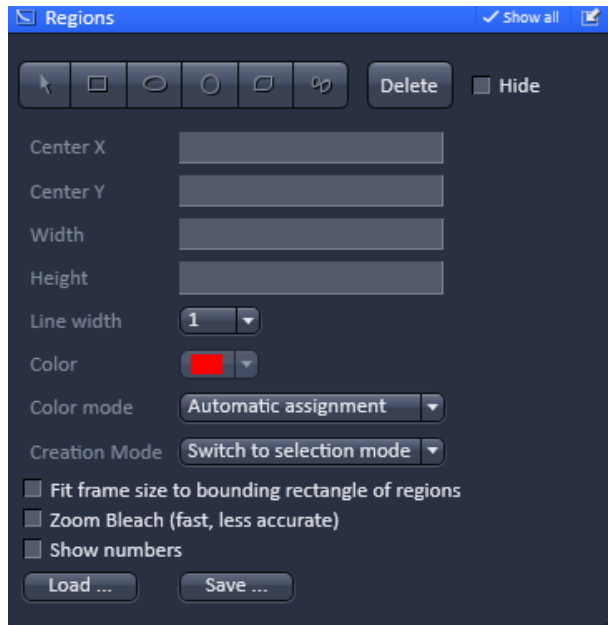 Regions Show all
Delete Hide
Center X
Center Y
Width
Height
Line width 1
Color
Color mode Automatic assignment
Creation Mode Switch to selection mode
Fit frame size to bounding rectangle of regions
Zoom Bleach (fast, less accurate)
Show numbers
Load ... Save ...